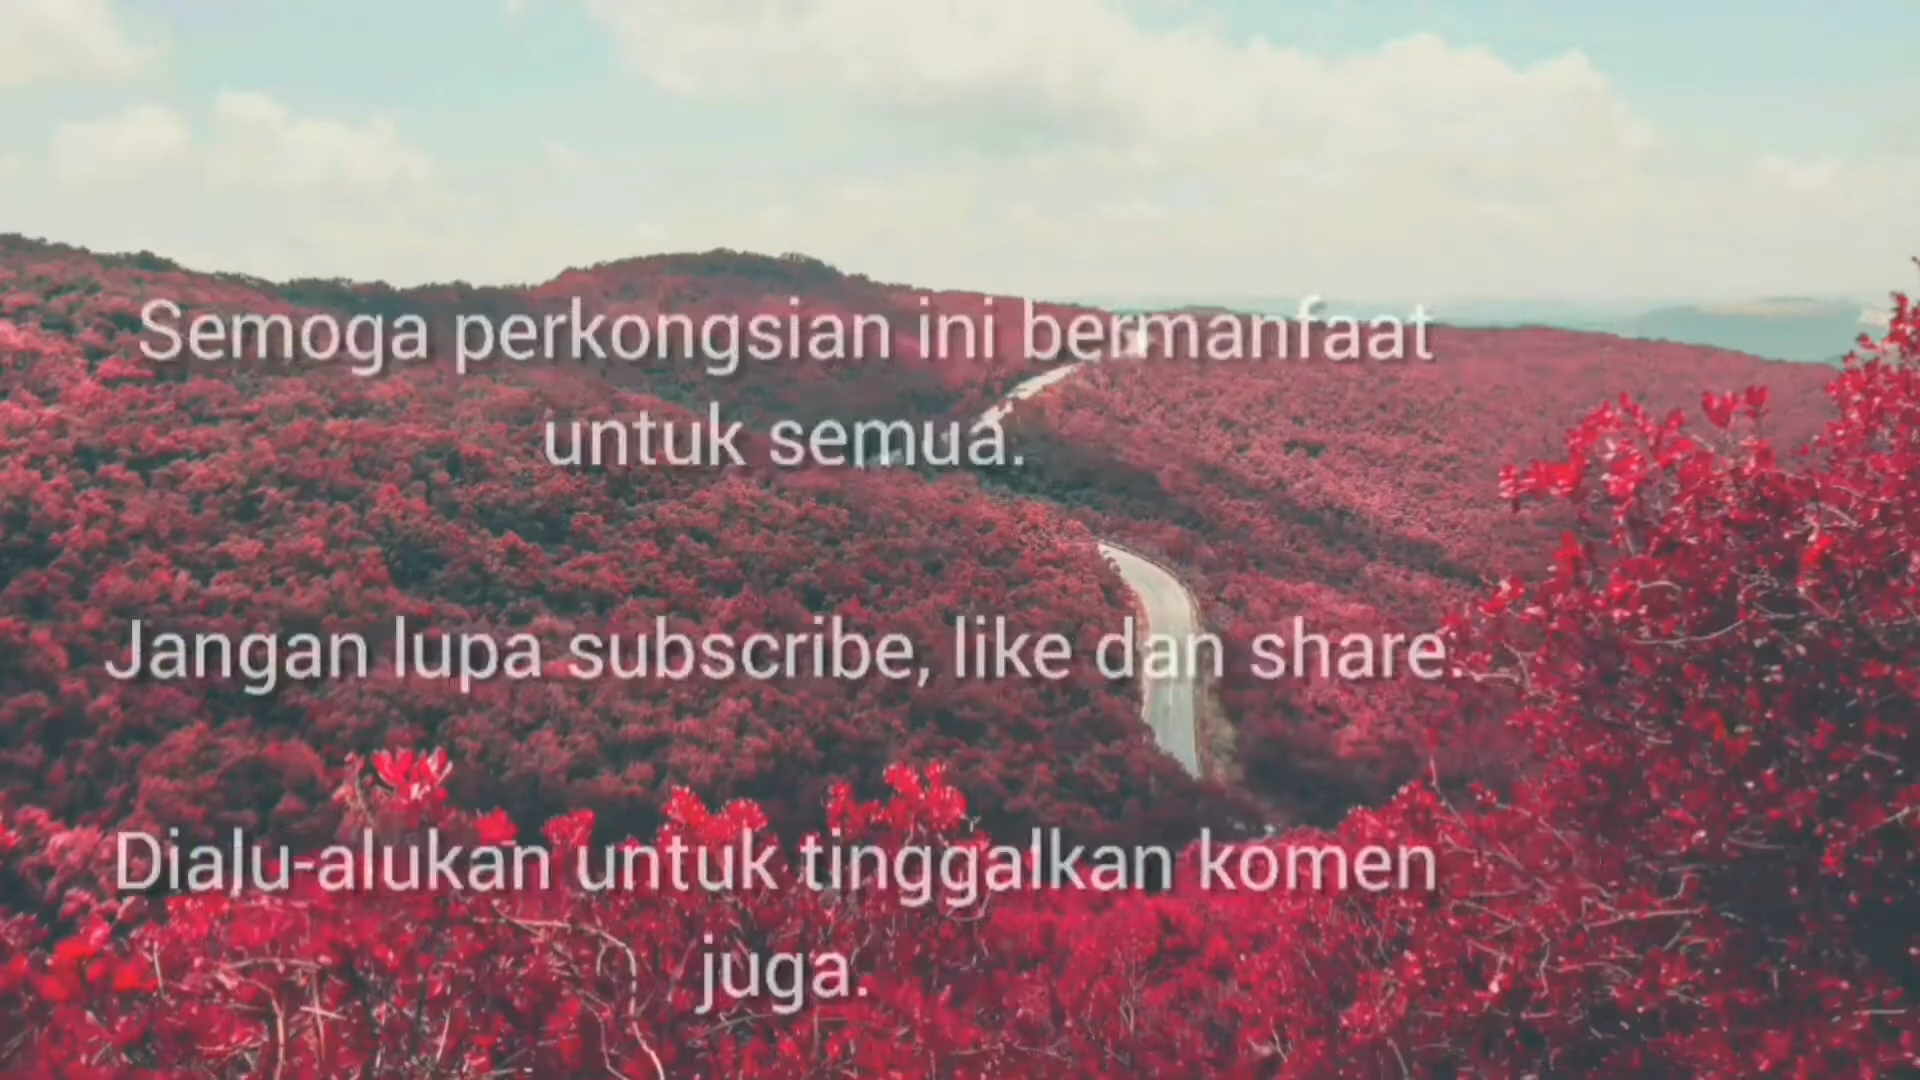 Semoga perkongsian ini bermanfaat
untuk semua.
Jangan lupa subscribe, like dan share.
Dialu-alukan untuk tinggalkan komen
juga.